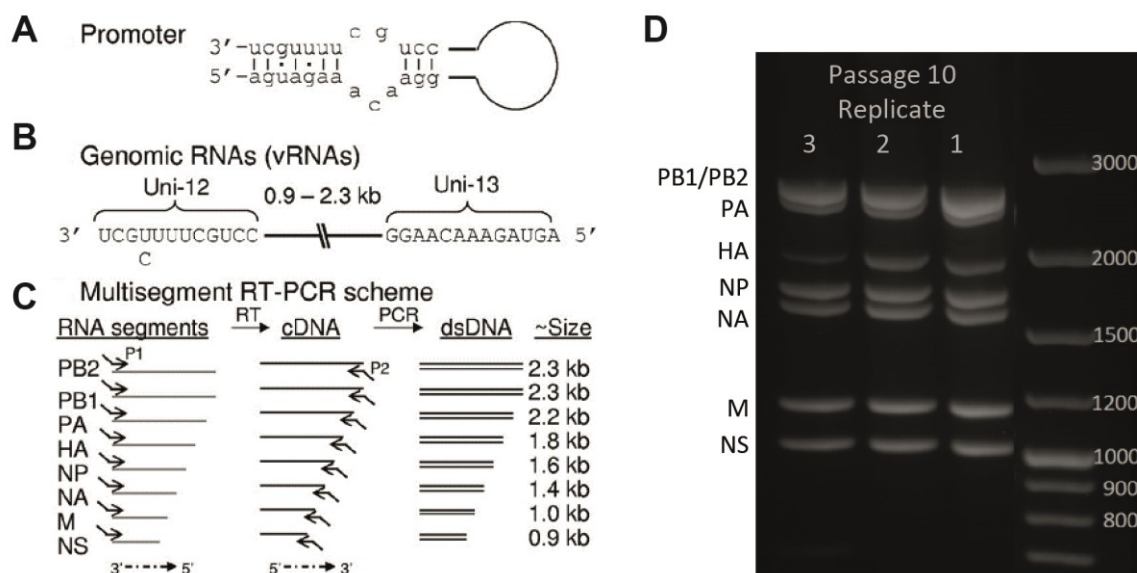 A
Promoter
3'-ucguuuu c g ucc
5'-aguagaa a c a agg
B
Genomic RNAs (vRNAs)
Uni-12 0.9 – 2.3 kb Uni-13
3' UCGUUUUCGUCC GGAACAAAGAUGA 5'
C
C
Multisegment RT-PCR scheme
RNA segments RT cDNA PCR dsDNA ~Size
P1
PB2 P2 2.3 kb
PB1 2.3 kb
PA 2.2 kb
HA 1.8 kb
NP 1.6 kb
NA 1.4 kb
M 1.0 kb
NS 0.9 kb
3' 5' 5' 3'
D
Passage 10
Replicate
3 2 1
3000
PB1/PB2
PA
HA
2000
NP
NA
1500
M
1200
NS
1000
900
800